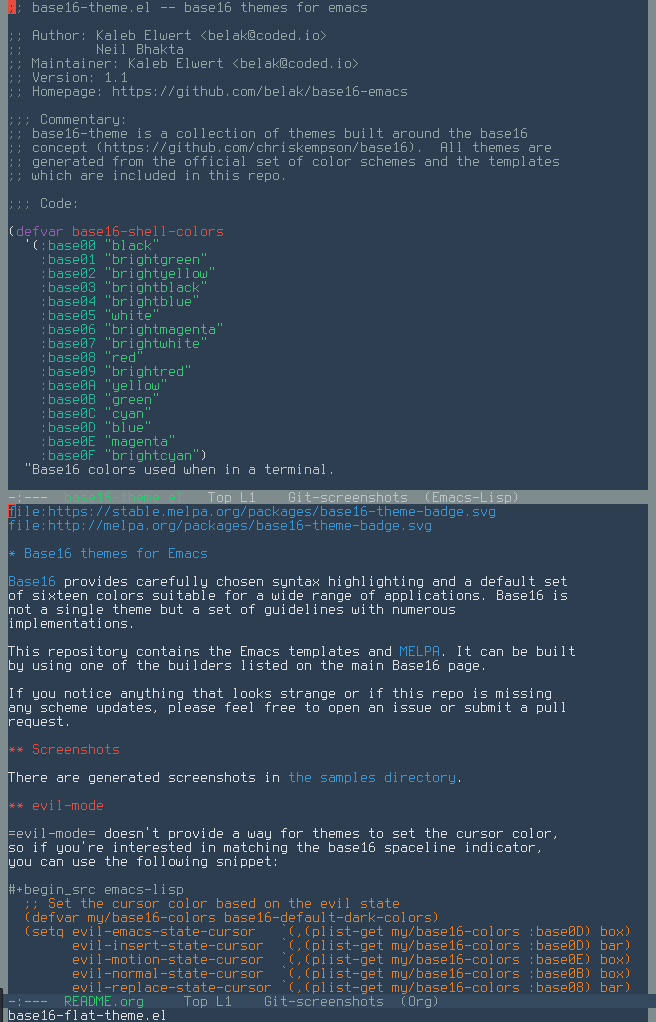 ;; base16-theme.el -- base16 themes for emacs
;; Author: Kaleb Elwert <belak@coded.io>
;;         Neil Bhakta
;; Maintainer: Kaleb Elwert <belak@coded.io>
;; Version: 1.1
;; Homepage: https://github.com/belak/base16-emacs
;;; Commentary:
;; base16-theme is a collection of themes built around the base16
;; concept (https://github.com/chriskempson/base16).  All themes are
;; generated from the official set of color schemes and the templates
;; which are included in this repo.
;;; Code:
(defvar base16-shell-colors
  '(:base00 "black"
    :base01 "brightgreen"
    :base02 "brightyellow"
    :base03 "brightblack"
    :base04 "brightblue"
    :base05 "white"
    :base06 "brightmagenta"
    :base07 "brightwhite"
    :base08 "red"
    :base09 "brightred"
    :base0A "yellow"
    :base0B "green"
    :base0C "cyan"
    :base0D "blue"
    :base0E "magenta"
    :base0F "brightcyan")
  "Base16 colors used when in a terminal.
-:---  base16-theme.el   Top L1    Git-screenshots  (Emacs-Lisp)
file:https://stable.melpa.org/packages/base16-theme-badge.svg
file:http://melpa.org/packages/base16-theme-badge.svg
* Base16 themes for Emacs
Base16 provides carefully chosen syntax highlighting and a default set
of sixteen colors suitable for a wide range of applications. Base16 is
not a single theme but a set of guidelines with numerous
implementations.
This repository contains the Emacs templates and MELPA. It can be built
by using one of the builders listed on the main Base16 page.
If you notice anything that looks strange or if this repo is missing
any scheme updates, please feel free to open an issue or submit a pull
request.
** Screenshots
There are generated screenshots in the samples directory.
** evil-mode
=evil-mode= doesn't provide a way for themes to set the cursor color,
so if you're interested in matching the base16 spaceline indicator,
you can use the following snippet:
#+begin_src emacs-lisp
  ;; Set the cursor color based on the evil state
  (defvar my/base16-colors base16-default-dark-colors)
  (setq evil-emacs-state-cursor   `(,(plist-get my/base16-colors :base0D) box)
        evil-insert-state-cursor  `(,(plist-get my/base16-colors :base0D) bar)
        evil-motion-state-cursor  `(,(plist-get my/base16-colors :base0E) box)
        evil-normal-state-cursor  `(,(plist-get my/base16-colors :base0B) box)
        evil-replace-state-cursor `(,(plist-get my/base16-colors :base08) bar)
-:---  README.org     Top L1    Git-screenshots  (Org)
base16-flat-theme.el